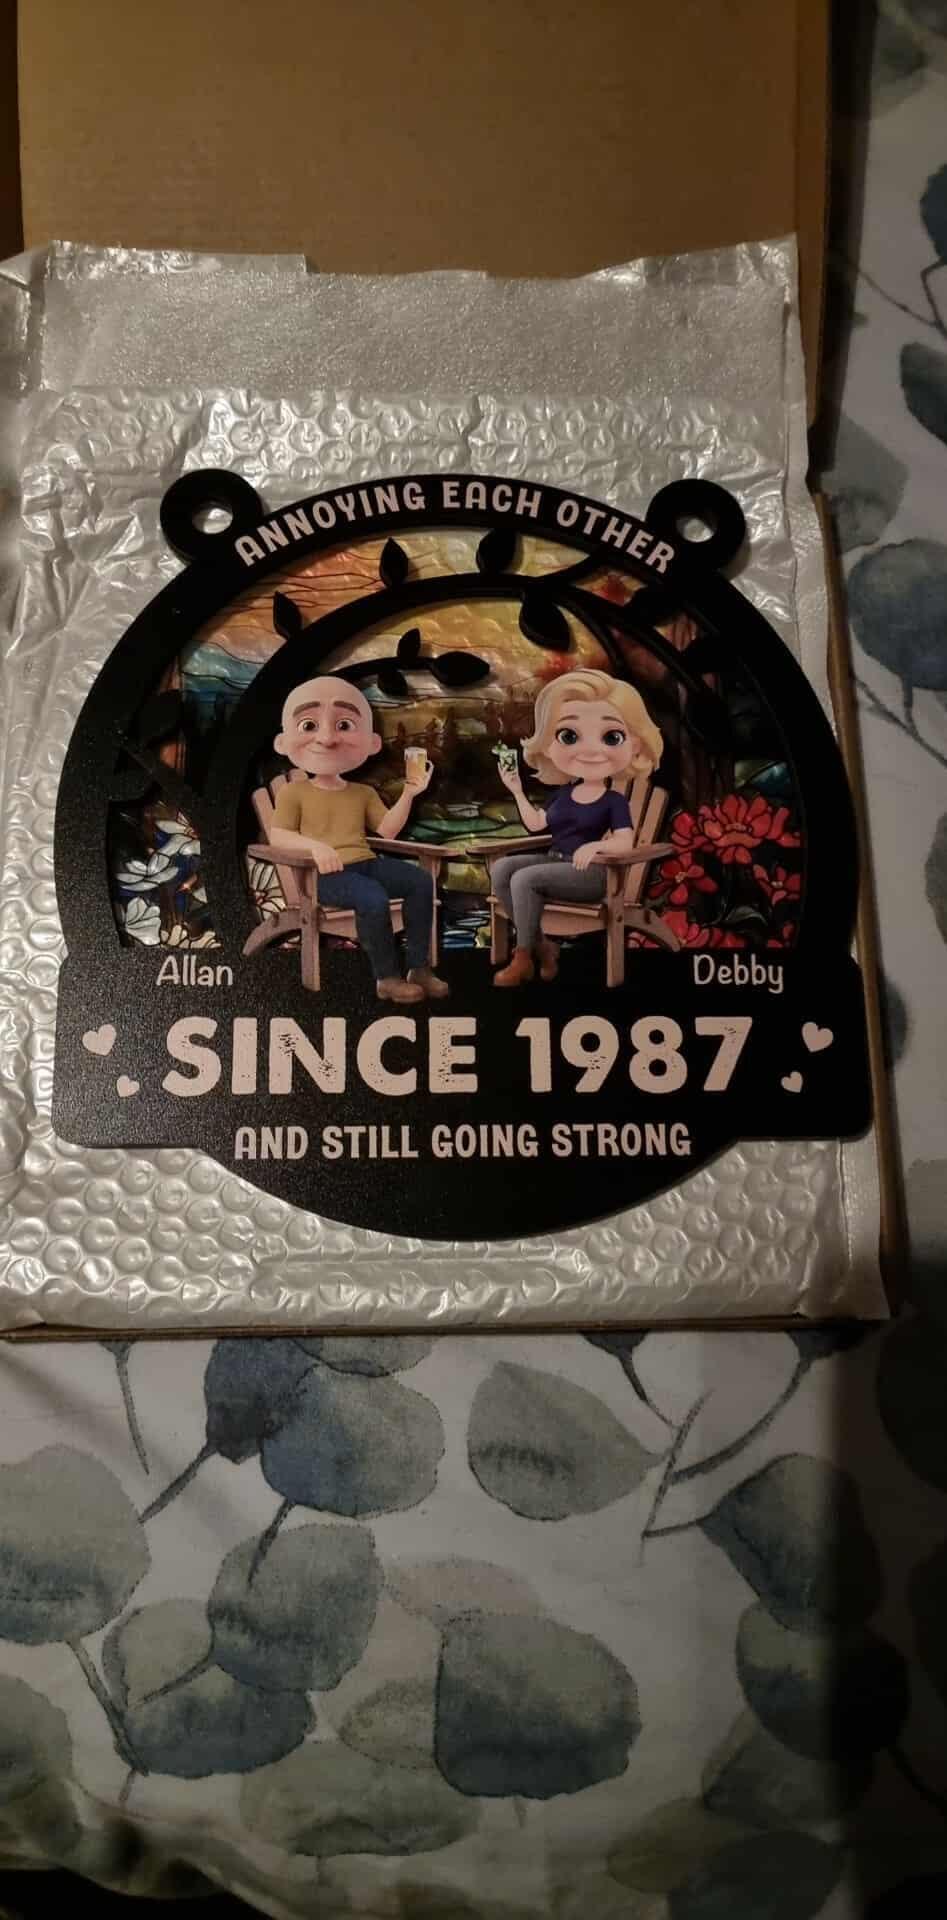 ANNOYING EACH OTHER
Allan
Debby
SINCE 1987
AND STILL GOING STRONG